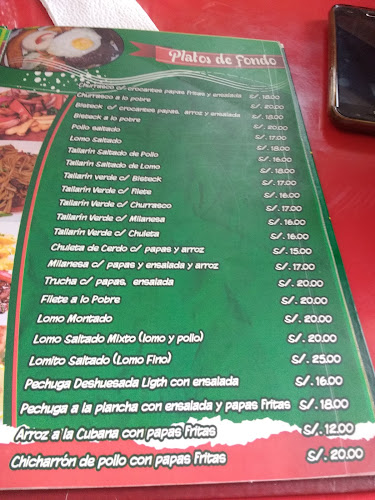 Platos de fondo
Churrasco c/ crocantes papas fritas y ensalada S/. 18.00
Churrasco a lo pobre S/. 20.00
Bisteck c/ crocantes papas, arroz y ensalada S/. 18.00
Bisteck a lo pobre S/. 20.00
Pollo saltado S/. 17.00
Lomo Saltado S/. 18.00
Tallarín Saltado de Pollo S/. 16.00
Tallarín Saltado de Lomo S/. 18.00
Tallarín verde c/ Bisteck S/. 17.00
Tallarín Verde c/ Filete S/. 16.00
Tallarín Verde c/ Churrasco S/. 17.00
Tallarín Verde c/ Milanesa S/. 16.00
Tallarín Verde c/ Chuleta S/. 16.00
Chuleta de Cerdo c/ papas y arroz S/. 15.00
Milanesa c/ papas y ensalada y arroz S/. 17.00
Trucha c/ papas, ensalada S/. 20.00
Filete a lo Pobre S/. 20.00
Lomo Montado S/. 20.00
Lomo Saltado Mixto (lomo y pollo) S/. 20.00
Lomito Saltado (Lomo Fino) S/. 25.00
Pechuga Deshuesada Ligth con ensalada S/. 16.00
Pechuga a la plancha con ensalada y papas fritas S/. 18.00
Arroz a la Cubana con papas fritas S/. 12.00
Chicharrón de pollo con papas fritas S/. 20.00